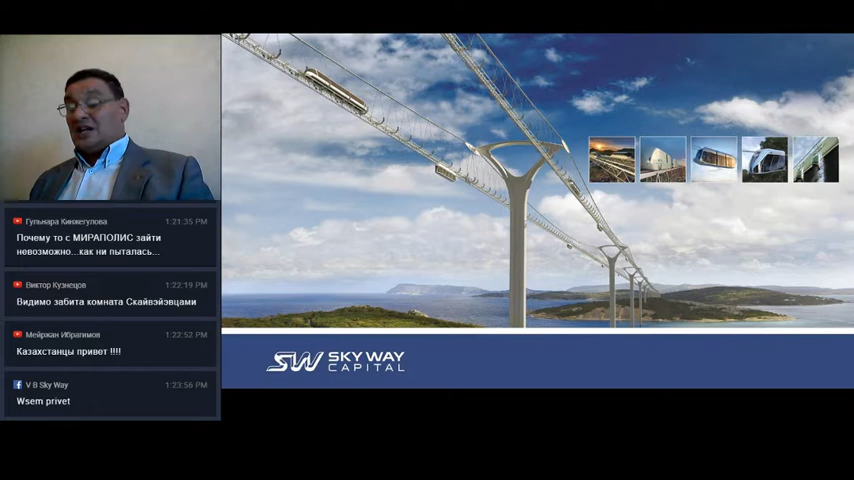 Гульнара Кинжегулова 1:21:35 PM
Почему то с МИРАПОЛИС зайти
невозможно...как ни пыталась...
Виктор Кузнецов 1:22:19 PM
Видимо забита комната Скайвэйэвцами
Мейржан Ибрагимов 1:22:52 PM
Казахстанцы привет !!!!
V B Sky Way 1:23:56 PM
Wsem privet
SW SKY WAY
CAPITAL